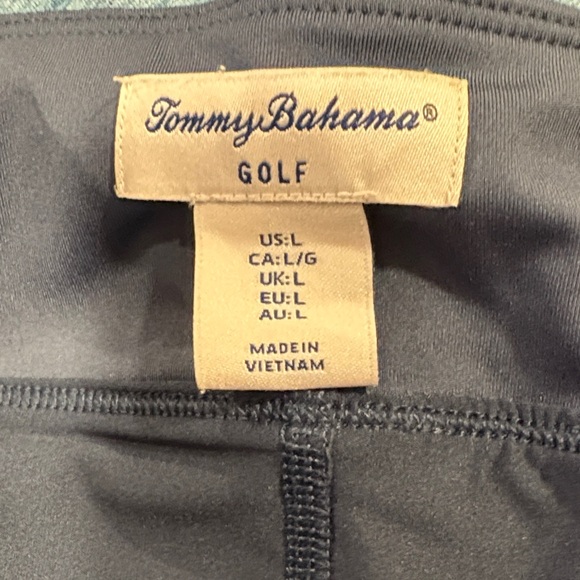 Tommy Bahama®
GOLF
US:L
CA:L/G
UK:L
EU:L
AU:L
MADE IN
VIETNAM